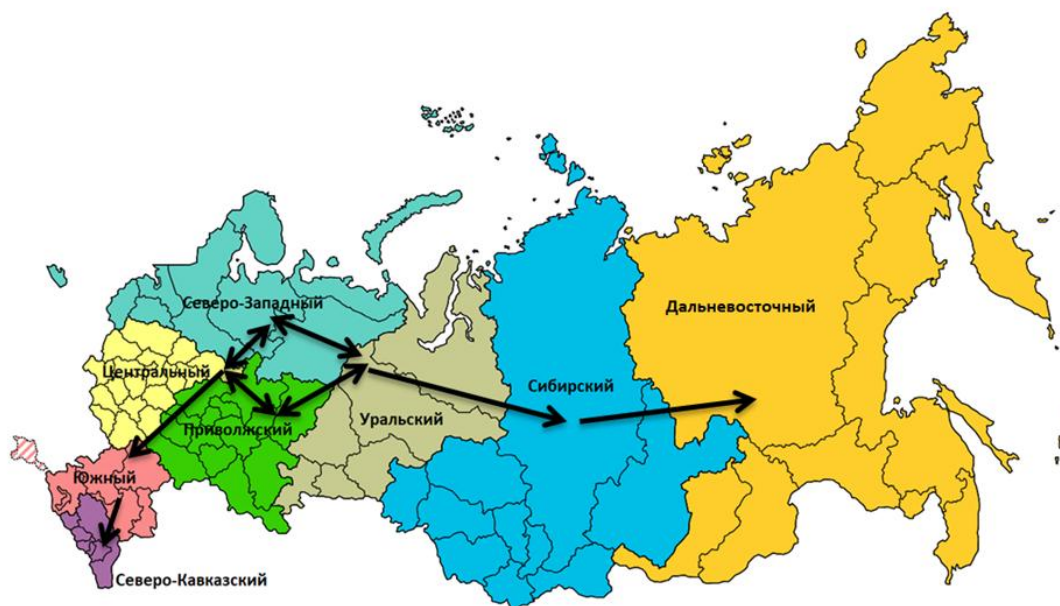 Северо-Западный
Дальневосточный
Центральный
Сибирский
Уральский
Приволжский
Южный
Северо-Кавказский